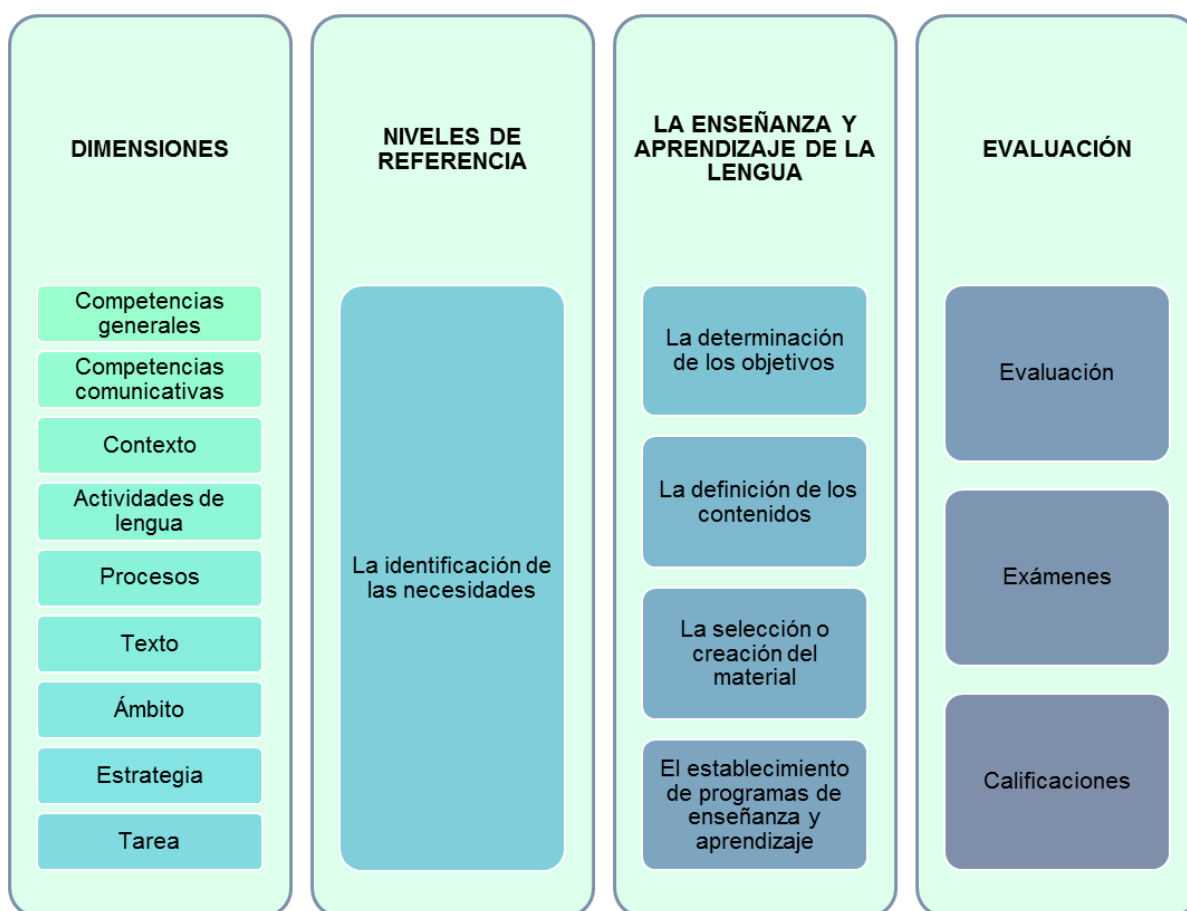 DIMENSIONES
Competencias
generales
Competencias
comunicativas
Contexto
Actividades de
lengua
Procesos
Texto
Ámbito
Estrategia
Tarea
NIVELES DE
REFERENCIA
La identificación de
las necesidades
LA ENSEÑANZA Y
APRENDIZAJE DE LA
LENGUA
La determinación
de los objetivos
La definición de los
contenidos
La selección o
creación del
material
El establecimiento
de programas de
enseñanza y
aprendizaje
EVALUACIÓN
Evaluación
Exámenes
Calificaciones